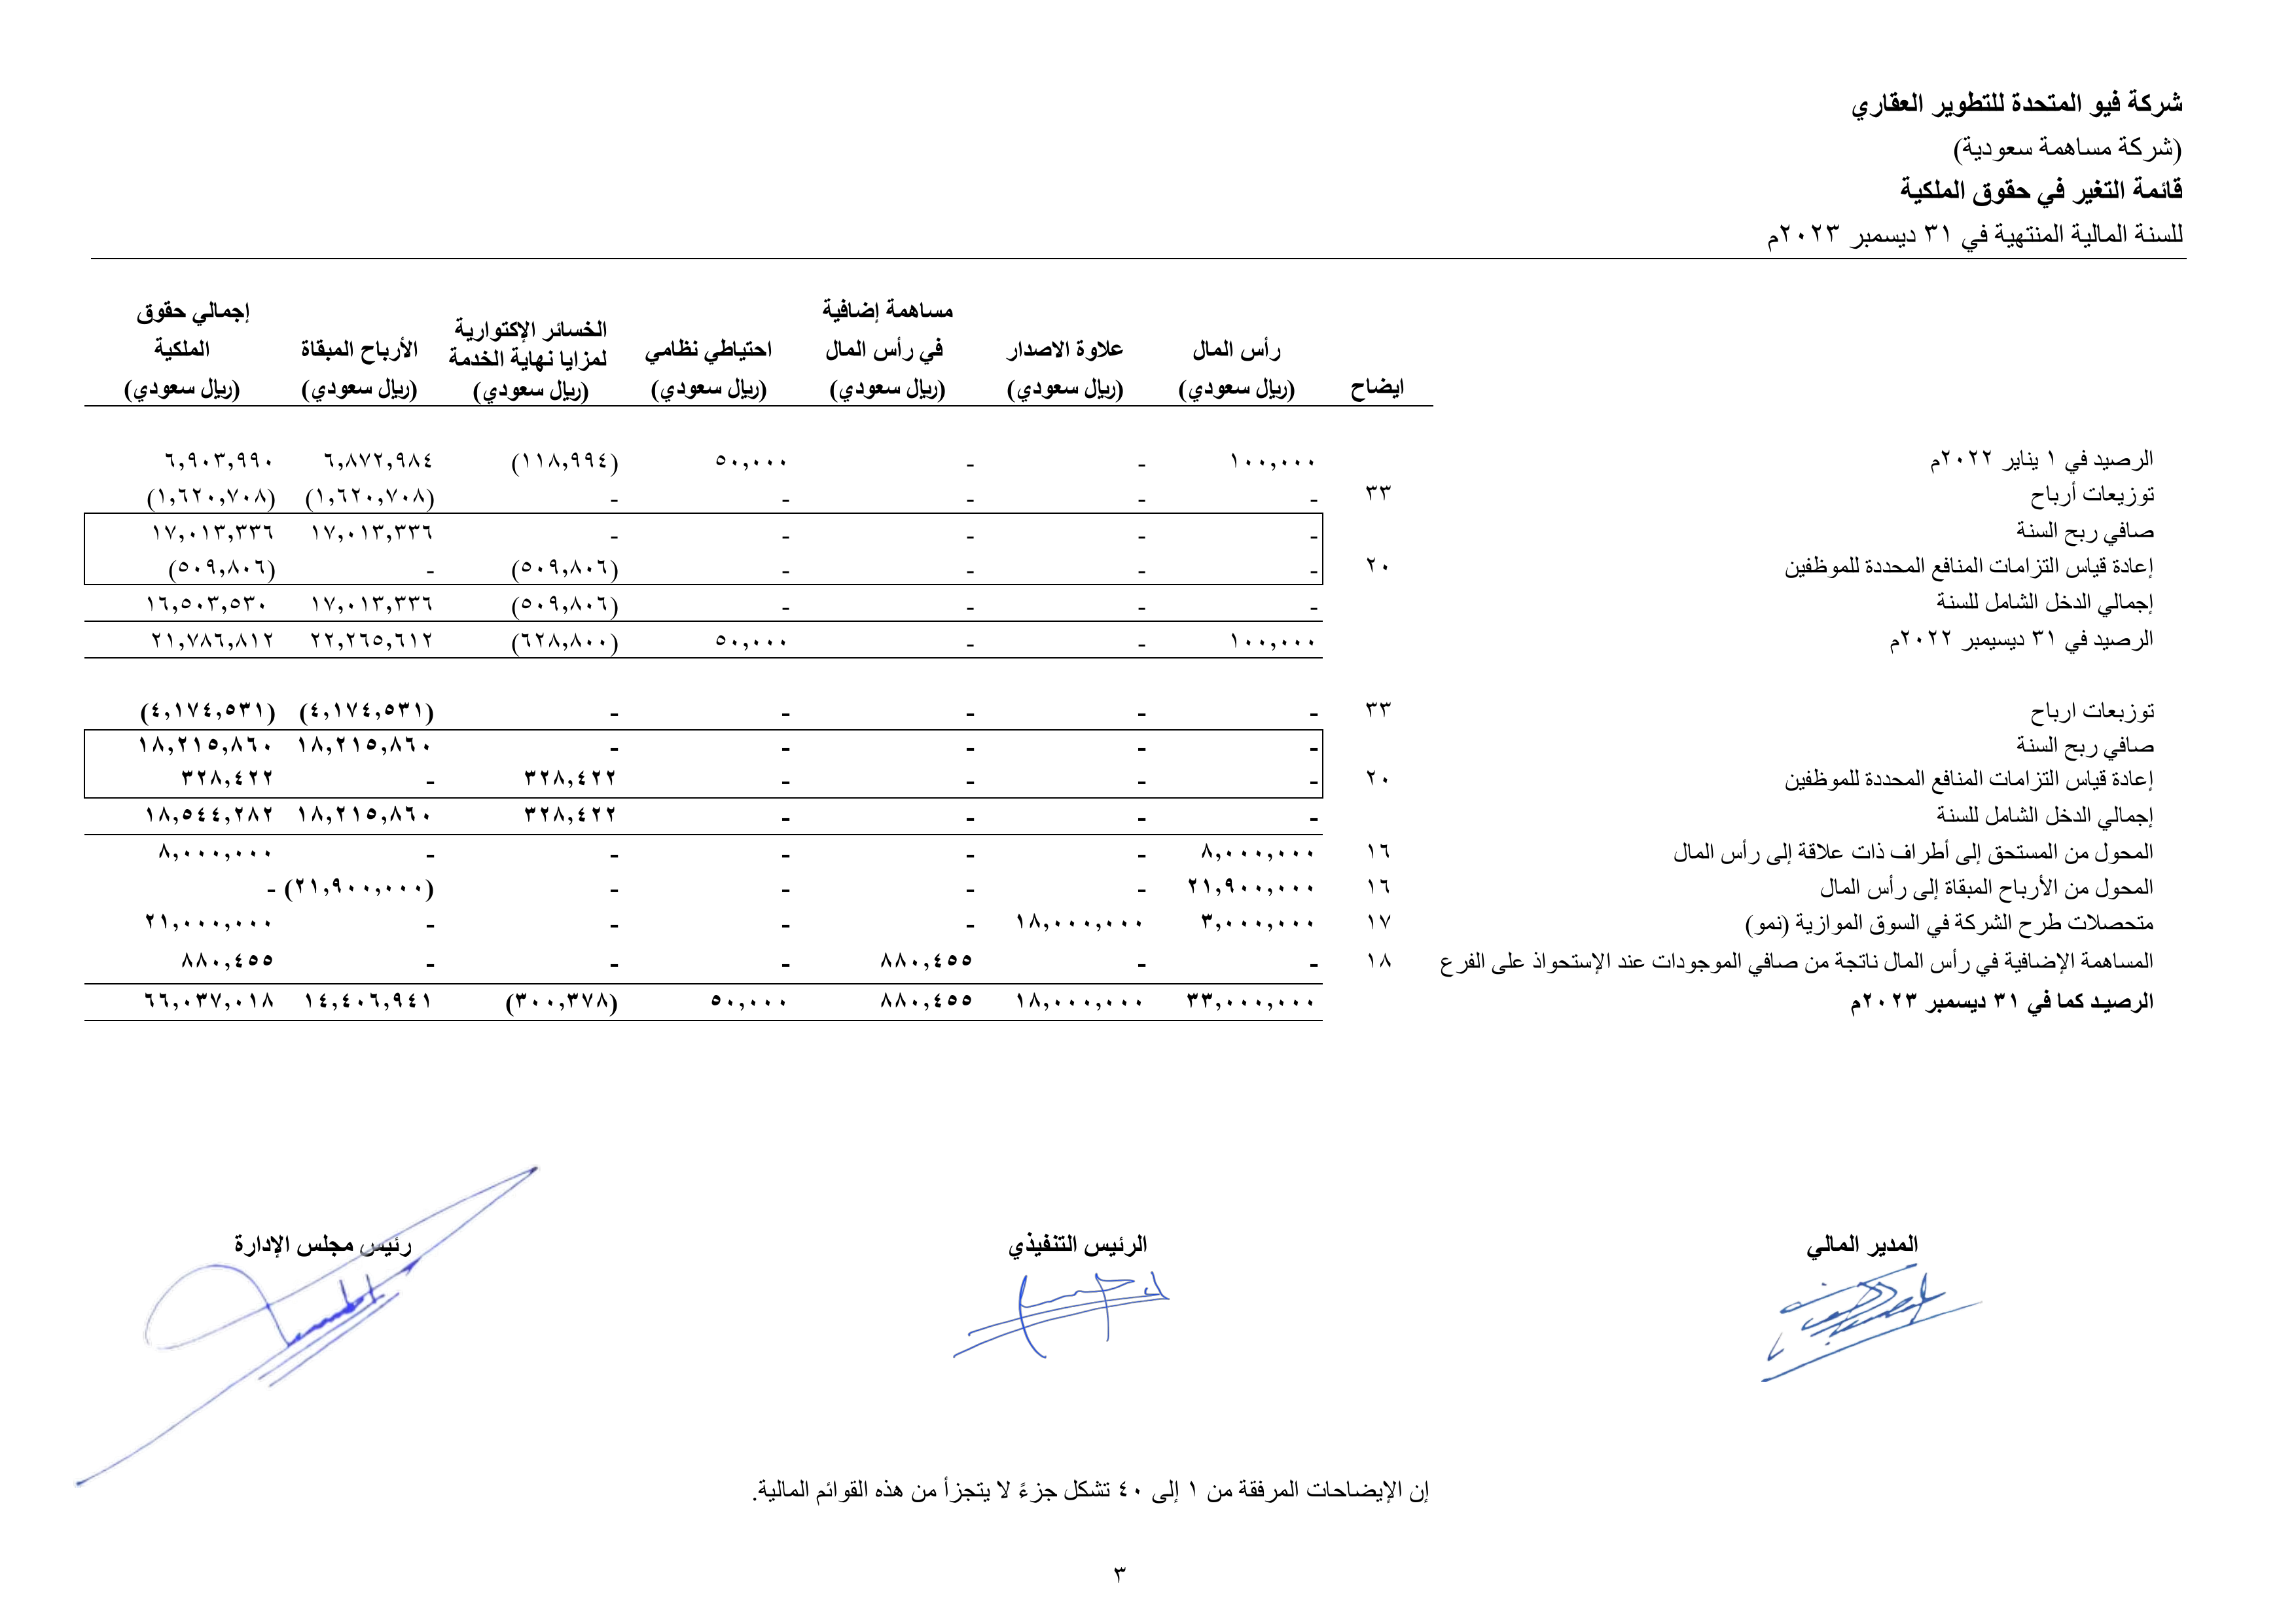 شركة فيو المتحدة للتطوير العقاري
(شركة مساهمة سعودية)
قائمة التغير في حقوق الملكية
للسنة المالية المنتهية في ٣١ ديسمبر ٢٠٢٣م
ايضاح رأس المال (ريال سعودي) علاوة الاصدار (ريال سعودي) مساهمة إضافية في رأس المال (ريال سعودي) احتياطي نظامي (ريال سعودي) الخسائر الإكتوارية لمزايا نهاية الخدمة (ريال سعودي) الأرباح المبقاة (ريال سعودي) إجمالي حقوق الملكية (ريال سعودي)
الرصيد في ١ يناير ٢٠٢٢م ١٠٠,٠٠٠ - - ٥٠,٠٠٠ (١١٨,٩٩٤) ٦,٨٧٢,٩٨٤ ٦,٩٠٣,٩٩٠
توزيعات أرباح ٣٣ - - - - - (١,٦٢٠,٧٠٨) (١,٦٢٠,٧٠٨)
صافي ربح السنة - - - - - ١٧,٠١٣,٣٣٦ ١٧,٠١٣,٣٣٦
إعادة قياس التزامات المنافع المحددة للموظفين ٢٠ - - - - (٥٠٩,٨٠٦) - (٥٠٩,٨٠٦)
إجمالي الدخل الشامل للسنة - - - - (٥٠٩,٨٠٦) ١٧,٠١٣,٣٣٦ ١٦,٥٠٣,٥٣٠
الرصيد في ٣١ ديسيمبر ٢٠٢٢م ١٠٠,٠٠٠ - - ٥٠,٠٠٠ (٦٢٨,٨٠٠) ٢٢,٢٦٥,٦١٢ ٢١,٧٨٦,٨١٢
توزبعات ارباح ٣٣ - - - - - (٤,١٧٤,٥٣١) (٤,١٧٤,٥٣١)
صافي ربح السنة - - - - - ١٨,٢١٥,٨٦٠ ١٨,٢١٥,٨٦٠
إعادة قياس التزامات المنافع المحددة للموظفين ٢٠ - - - - ٣٢٨,٤٢٢ - ٣٢٨,٤٢٢
إجمالي الدخل الشامل للسنة - - - - ٣٢٨,٤٢٢ ١٨,٢١٥,٨٦٠ ١٨,٥٤٤,٢٨٢
المحول من المستحق إلى أطراف ذات علاقة إلى رأس المال ١٦ ٨,٠٠٠,٠٠٠ - - - - - ٨,٠٠٠,٠٠٠
المحول من الأرباح المبقاة إلى رأس المال ١٦ ٢١,٩٠٠,٠٠٠ - - - - (٢١,٩٠٠,٠٠٠) -
متحصلات طرح الشركة في السوق الموازية (نمو) ١٧ ٣,٠٠٠,٠٠٠ ١٨,٠٠٠,٠٠٠ - - - - ٢١,٠٠٠,٠٠٠
المساهمة الإضافية في رأس المال ناتجة من صافي الموجودات عند الإستحواذ على الفرع ١٨ - - ٨٨٠,٤٥٥ - - - ٨٨٠,٤٥٥
الرصيـد كما في ٣١ ديسمبر ٢٠٢٣م ٣٣,٠٠٠,٠٠٠ ١٨,٠٠٠,٠٠٠ ٨٨٠,٤٥٥ ٥٠,٠٠٠ (٣٠٠,٣٧٨) ١٤,٤٠٦,٩٤١ ٦٦,٠٣٧,٠١٨
المدير المالي الرئيس التنفيذي رئيس مجلس الإدارة
إن الإيضاحات المرفقة من ١ إلى ٤٠ تشكل جزءً لا يتجزأ من هذه القوائم المالية.
٣